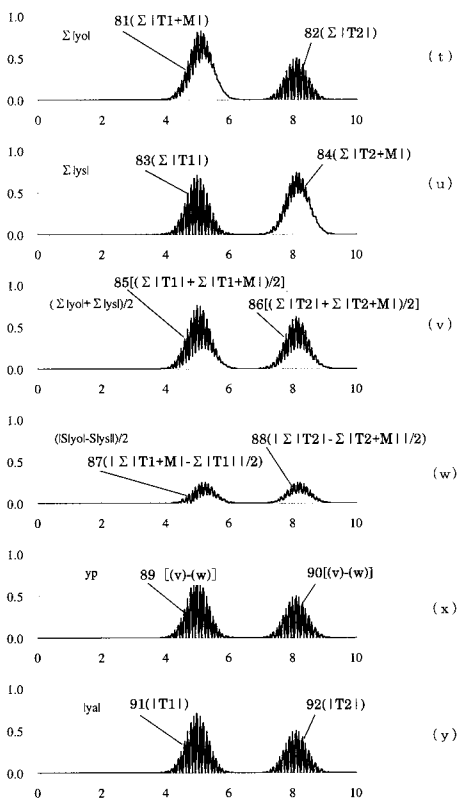 1.0
Σ|yo|
81(Σ|T1+M|)
82(Σ|T2|)
(t)
0.5
0.0
0 2 4 6 8 10
1.0
Σ|ys|
83(Σ|T1|)
84(Σ|T2+M|)
(u)
0.5
0.0
0 2 4 6 8 10
1.0
85[(Σ|T1|+Σ|T1+M|)/2]
(Σ|yo|+Σ|ys|)/2
86[(Σ|T2|+Σ|T2+M|)/2]
(v)
0.5
0.0
0 2 4 6 8 10
1.0
(|S|yo|-S|ys||)/2
88(|Σ|T2|-Σ|T2+M||/2)
0.5
87(|Σ|T1+M|-Σ|T1||/2)
(w)
0.0
0 2 4 6 8 10
1.0
yp
89 [(v)-(w)]
90[(v)-(w)]
(x)
0.5
0.0
0 2 4 6 8 10
1.0
|ya|
91(|T1|)
92(|T2|)
(y)
0.5
0.0
0 2 4 6 8 10